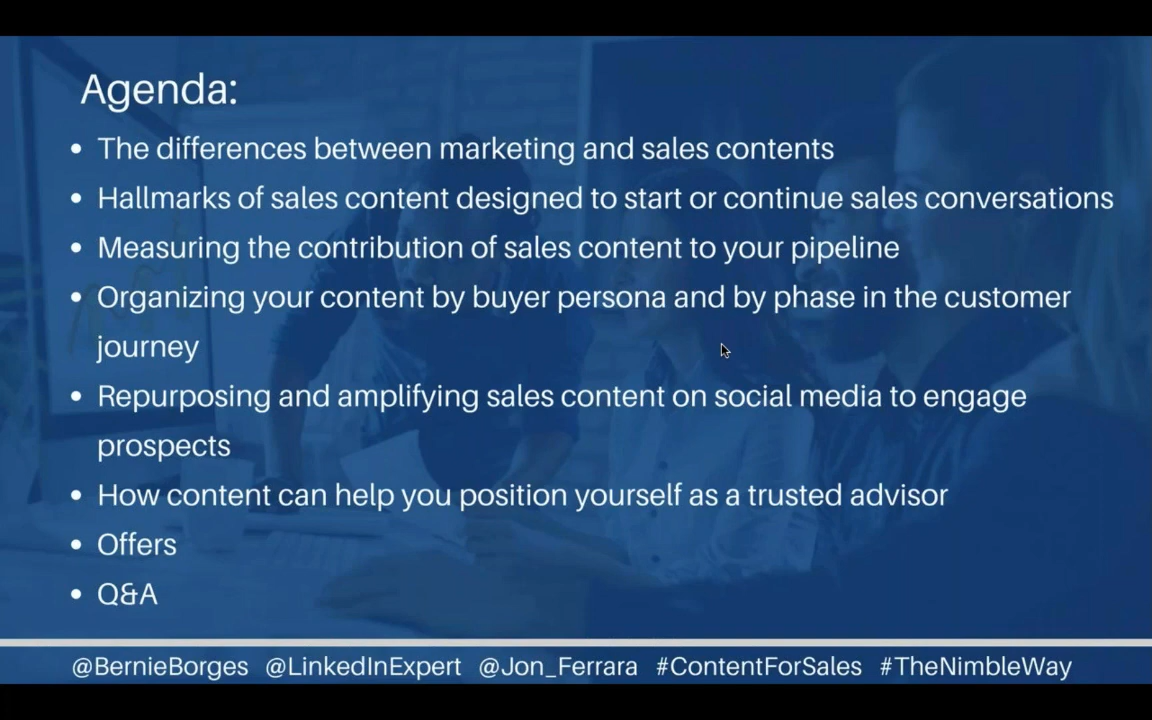 Agenda:
• The differences between marketing and sales contents
• Hallmarks of sales content designed to start or continue sales conversations
• Measuring the contribution of sales content to your pipeline
• Organizing your content by buyer persona and by phase in the customer
journey
• Repurposing and amplifying sales content on social media to engage
prospects
• How content can help you position yourself as a trusted advisor
• Offers
• Q&A
@BernieBorges @LinkedInExpert @Jon_Ferrara #ContentForSales #TheNimbleWay